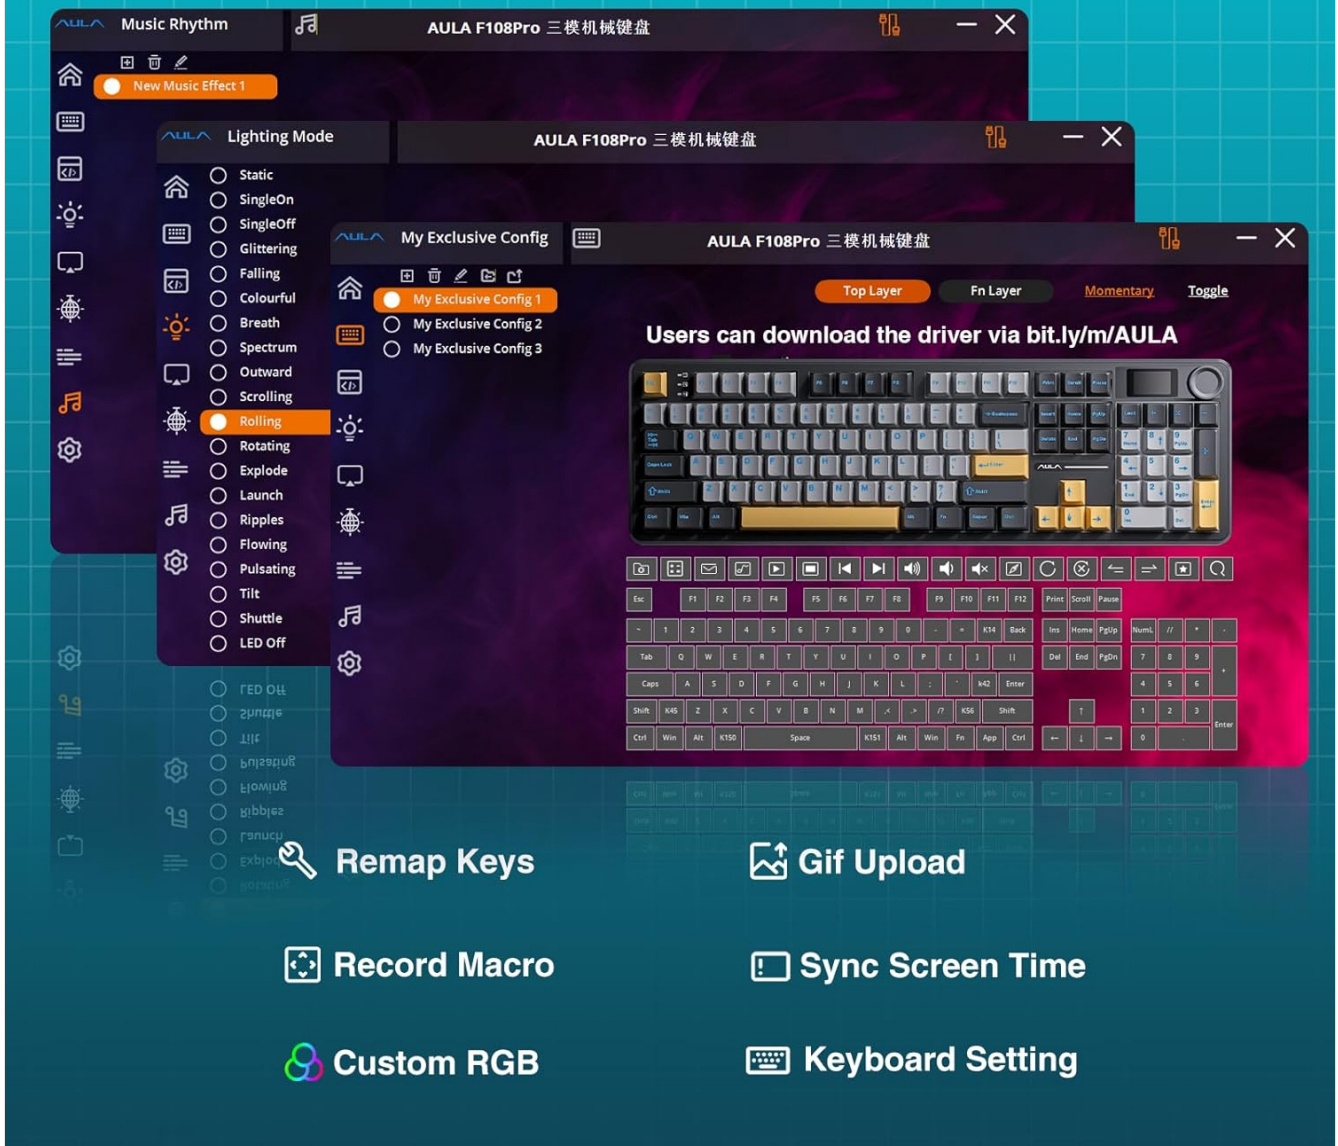 AULA Music Rhythm AULA F108Pro 三模机械键盘
New Music Effect 1
AULA Lighting Mode AULA F108Pro 三模机械键盘
Static
SingleOn
SingleOff
Glittering
Falling
Colourful
Breath
Spectrum
Outward
Scrolling
Rolling
Rotating
Explode
Launch
Ripples
Flowing
Pulsating
Tilt
Shuttle
LED Off
AULA My Exclusive Config AULA F108Pro 三模机械键盘
My Exclusive Config 1
My Exclusive Config 2
My Exclusive Config 3
Top Layer Fn Layer Momentary Toggle
Users can download the driver via bit.ly/m/AULA
AULA
Esc F1 F2 F3 F4 F5 F6 F7 F8 F9 F10 F11 F12 Print Scroll Pause
~ 1 2 3 4 5 6 7 8 9 0 - = K14 Back Ins Home PgUp NumL // * -
Tab Q W E R T Y U I O P [ ] || Del End PgDn 7 8 9 +
Caps A S D F G H J K L ; ' k42 Enter 4 5 6
Shift K45 Z X C V B N M .< .> /? K56 Shift ↑ 1 2 3 Enter
Ctrl Win Alt K150 Space K151 Alt Win Fn App Ctrl ← ↓ → 0 .
Remap Keys
Gif Upload
Record Macro
Sync Screen Time
Custom RGB
Keyboard Setting